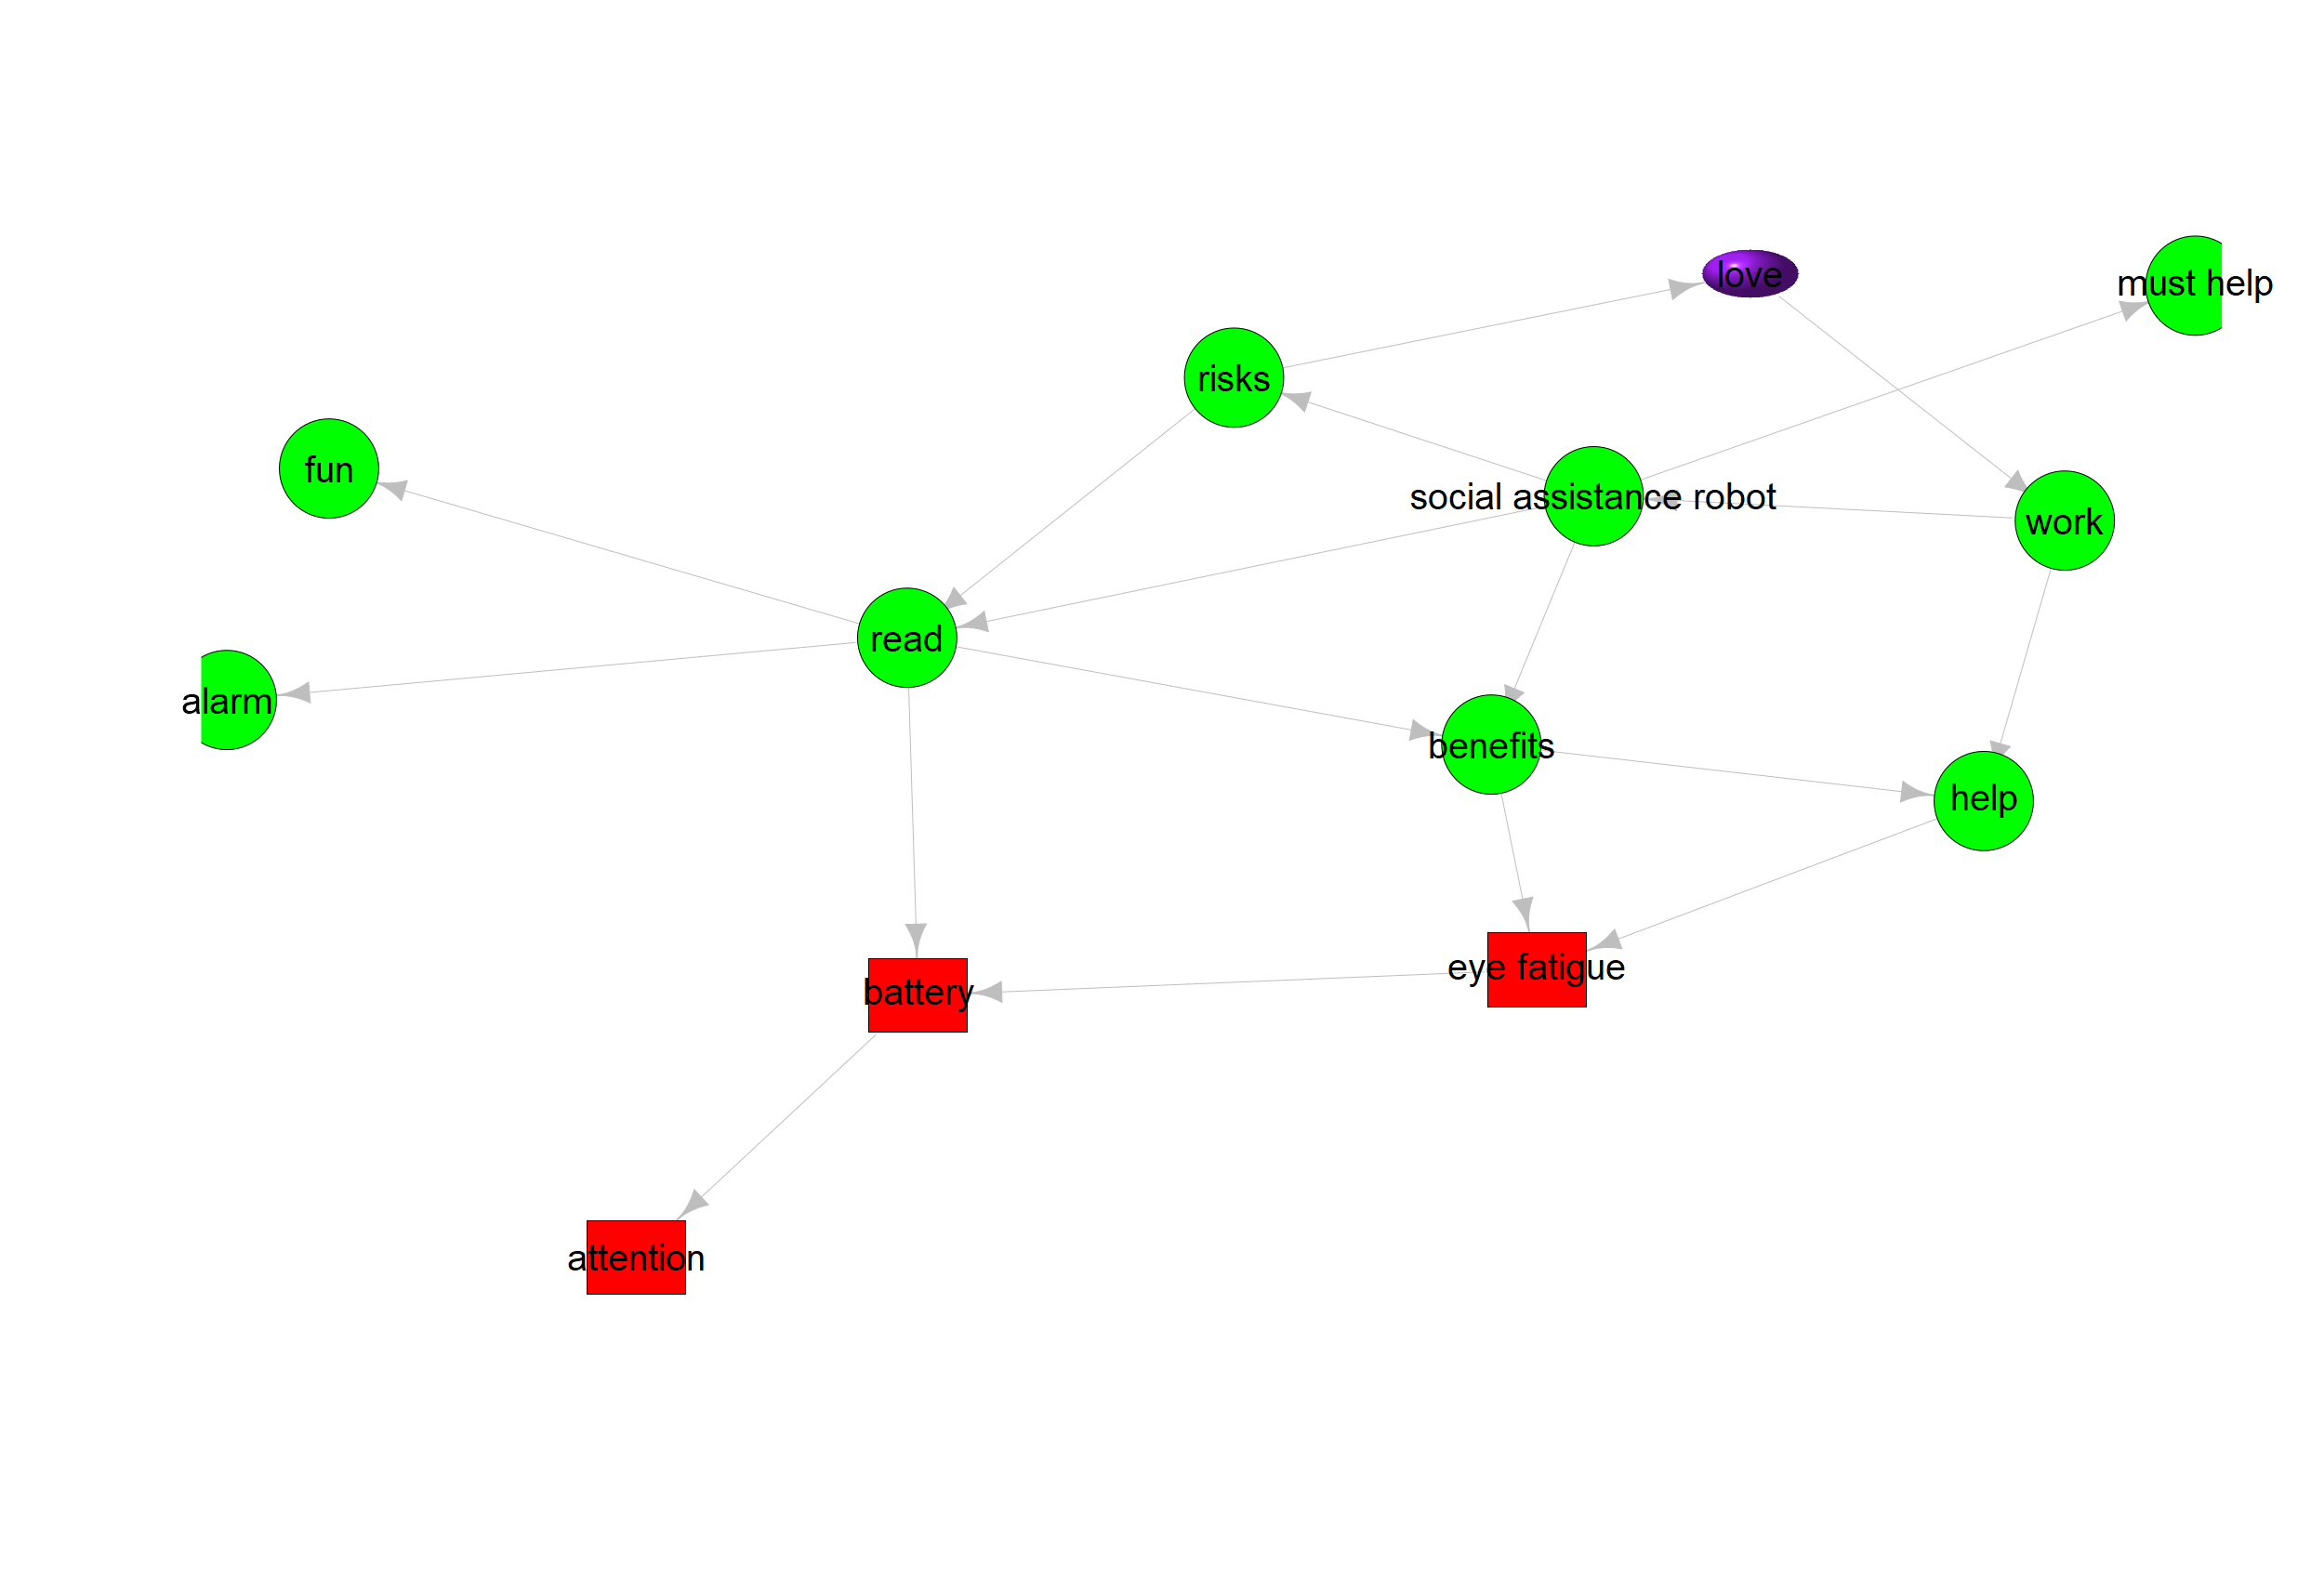 love
must help
risks
fun
social assistance robot
work
read
alarm
benefits
help
eye fatigue
battery
attention